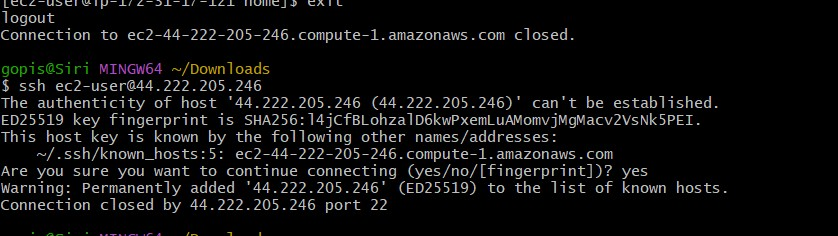 [ec2-user@ip-172-31-17-121 home]$ exit
logout
Connection to ec2-44-222-205-246.compute-1.amazonaws.com closed.
gopis@Siri MINGW64 ~/Downloads
$ ssh ec2-user@44.222.205.246
The authenticity of host '44.222.205.246 (44.222.205.246)' can't be established.
ED25519 key fingerprint is SHA256:l4jCfBLohzalD6kwPxemLuAMomvjMgMacv2VsNk5PEI.
This host key is known by the following other names/addresses:
    ~/.ssh/known_hosts:5: ec2-44-222-205-246.compute-1.amazonaws.com
Are you sure you want to continue connecting (yes/no/[fingerprint])? yes
Warning: Permanently added '44.222.205.246' (ED25519) to the list of known hosts.
Connection closed by 44.222.205.246 port 22